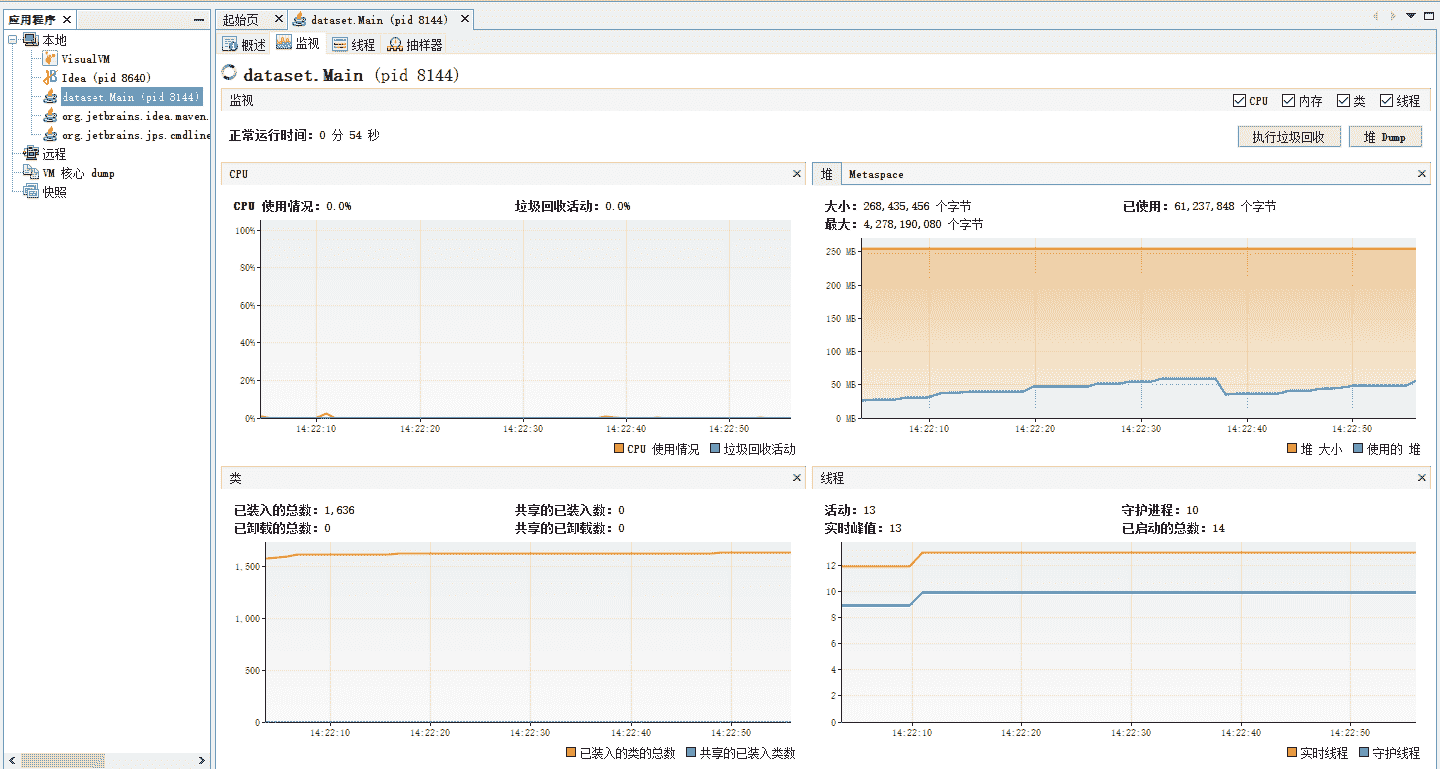 应用程序
本地
VisualVM
Idea (pid 8640)
dataset.Main (pid 8144)
org.jetbrains.idea.maven.
org.jetbrains.jps.cmdline
远程
VM 核心 dump
快照
起始页
dataset.Main (pid 8144)
概述 监视 线程 抽样器
dataset.Main (pid 8144)
监视
CPU 内存 类 线程
正常运行时间: 0 分 54 秒
执行垃圾回收 堆 Dump
CPU
CPU 使用情况: 0.0% 垃圾回收活动: 0.0%
100%
80%
60%
40%
20%
0%
14:22:10 14:22:20 14:22:30 14:22:40 14:22:50
CPU 使用情况 垃圾回收活动
堆 Metaspace
大小: 268,435,456 个字节 已使用: 61,237,848 个字节
最大: 4,278,190,080 个字节
250 MB
200 MB
150 MB
100 MB
50 MB
0 MB
14:22:10 14:22:20 14:22:30 14:22:40 14:22:50
堆 大小 使用的 堆
类
已装入的总数: 1,636 共享的已装入数: 0
已卸载的总数: 0 共享的已卸载数: 0
1,500
1,000
500
0
14:22:10 14:22:20 14:22:30 14:22:40 14:22:50
已装入的类的总数 共享的已装入类数
线程
活动: 13 守护进程: 10
实时峰值: 13 已启动的总数: 14
12
10
8
6
4
2
0
14:22:10 14:22:20 14:22:30 14:22:40 14:22:50
实时线程 守护线程